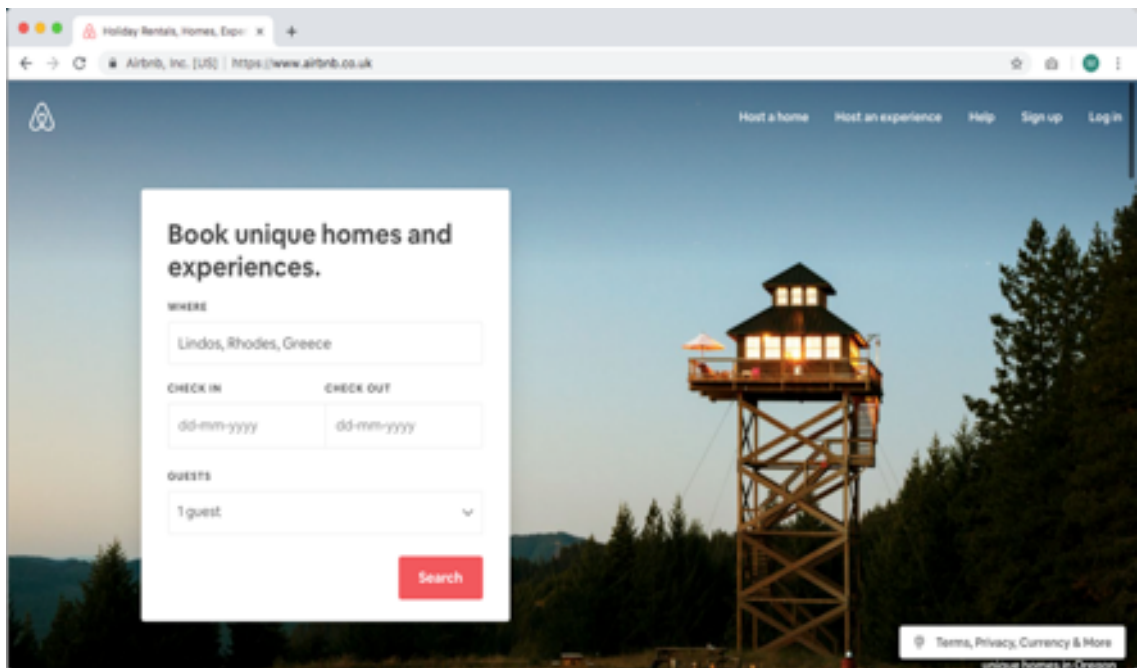 Holiday Rentals, Homes, Exper
Airbnb, Inc. [US] | https://www.airbnb.co.uk
Host a home Host an experience Help Sign up Log in
Book unique homes and
experiences.
WHERE
Lindos, Rhodes, Greece
CHECK IN CHECK OUT
dd-mm-yyyy dd-mm-yyyy
GUESTS
1 guest
Search
Terms, Privacy, Currency & More
unique homes in Oregon